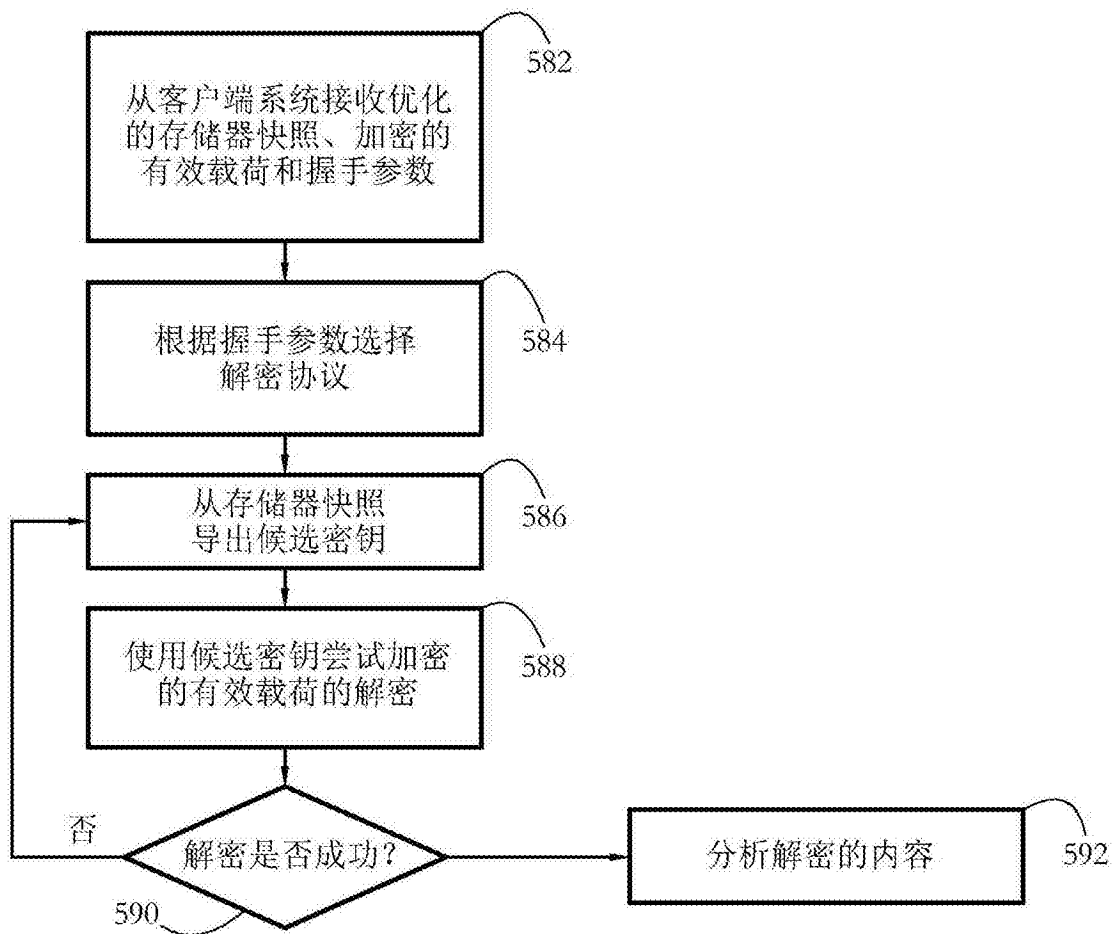 582
从客户端系统接收优化
的存储器快照、加密的
有效载荷和握手参数
584
根据握手参数选择
解密协议
586
从存储器快照
导出候选密钥
588
使用候选密钥尝试加密
的有效载荷的解密
否
解密是否成功？
590
分析解密的内容
592